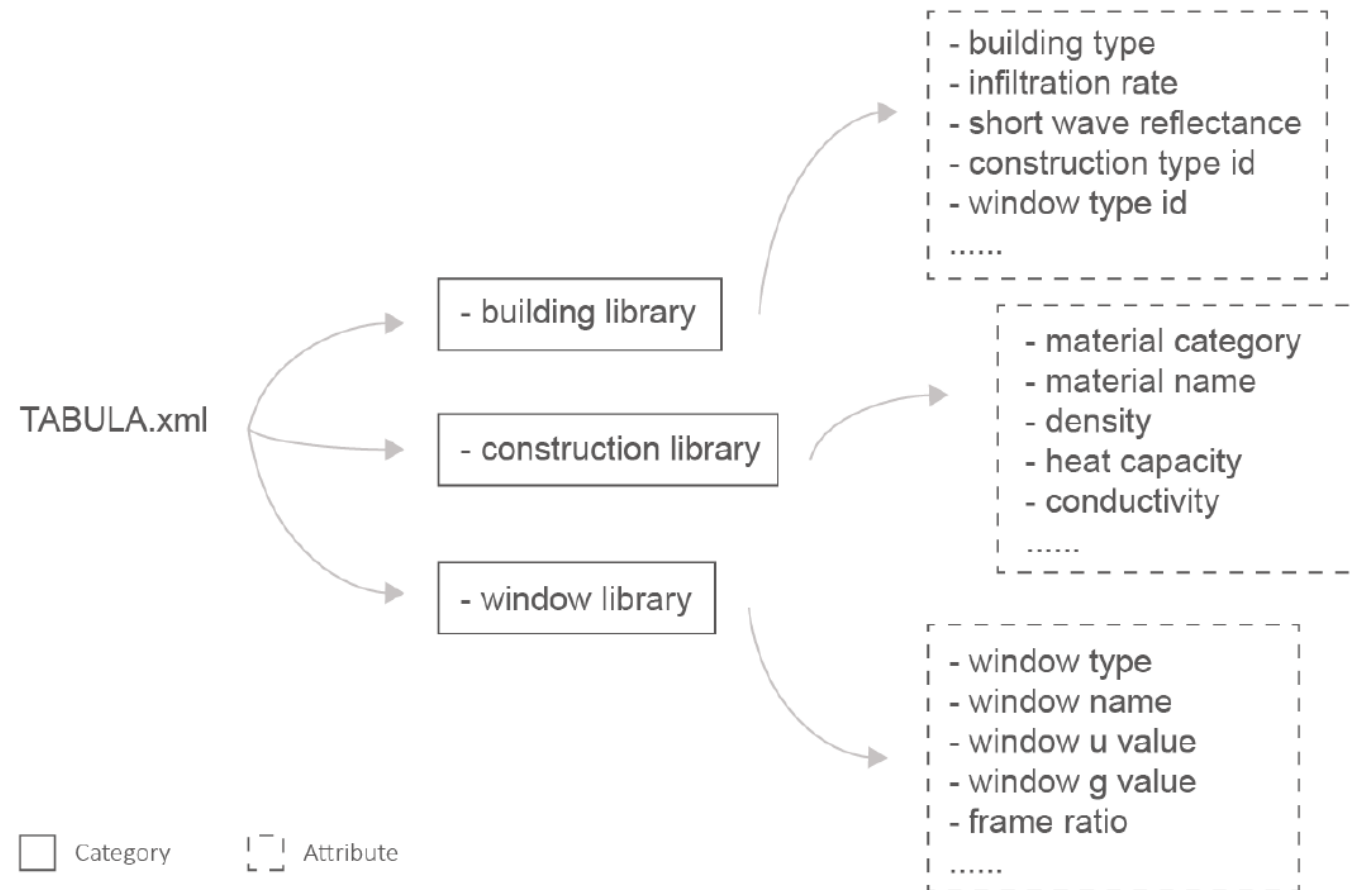 TABULA.xml
- building library
- construction library
- window library
- building type
- infiltration rate
- short wave reflectance
- construction type id
- window type id
......
- material category
- material name
- density
- heat capacity
- conductivity
......
- window type
- window name
- window u value
- window g value
- frame ratio
......
Category
Attribute